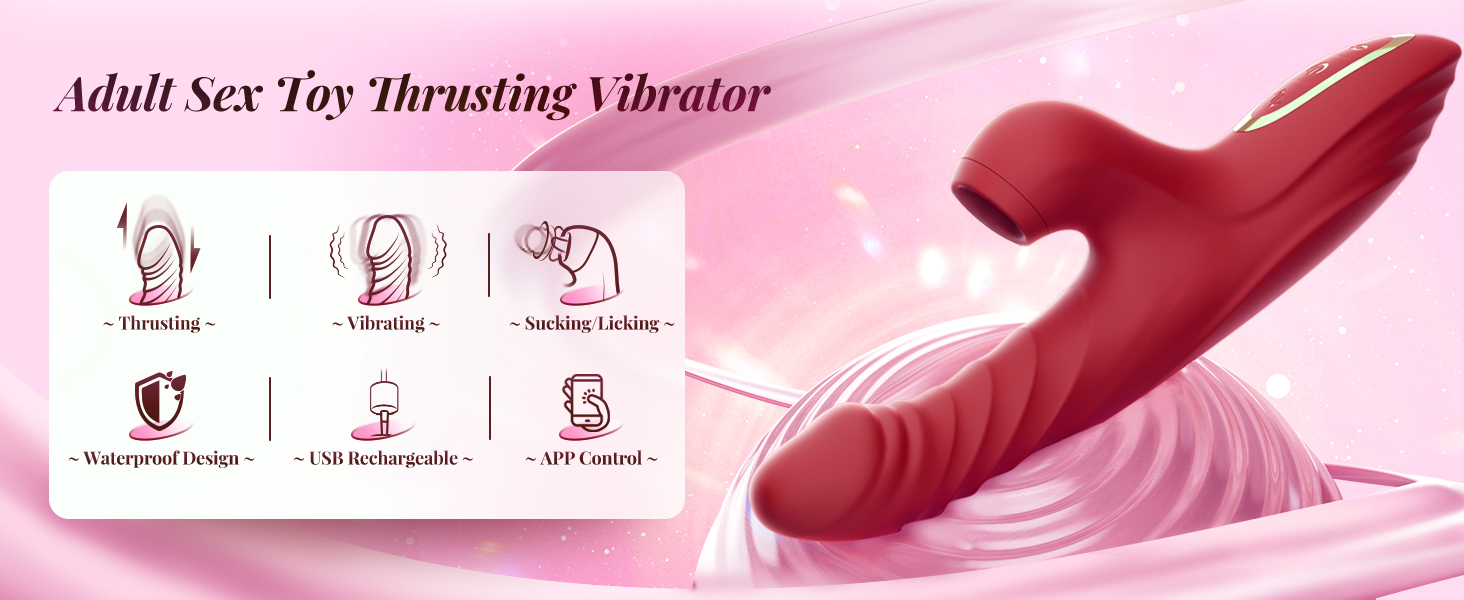 Adult Sex Toy Thrusting Vibrator
~ Thrusting ~
~ Vibrating ~
~ Sucking/Licking ~
~ Waterproof Design ~
~ USB Rechargeable ~
~ APP Control ~